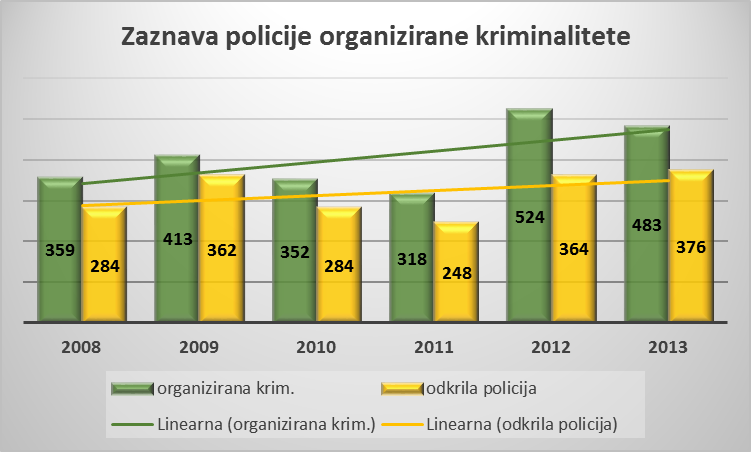 Zaznava policije organizirane kriminalitete
359 284 413 362 352 284 318 248 524 364 483 376
2008 2009 2010 2011 2012 2013
organizirana krim. odkrila policija
Linearna (organizirana krim.) Linearna (odkrila policija)